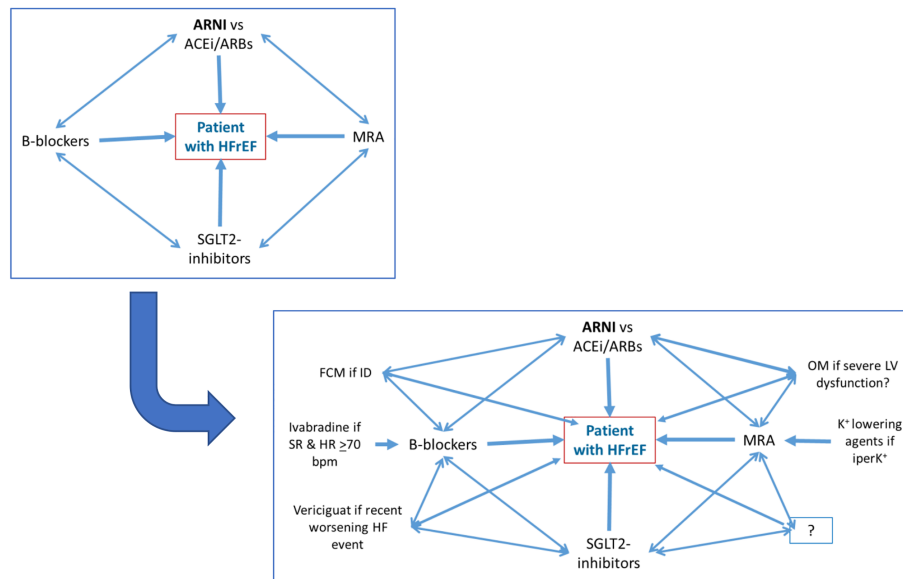 ARNI vs
ACEi/ARBs
B-blockers
Patient
with HFrEF
MRA
SGLT2-
inhibitors
ARNI vs
ACEi/ARBs
FCM if ID
OM if severe LV
dysfunction?
Ivabradine if
SR & HR ≥70
bpm
B-blockers
Patient
with HFrEF
MRA
K⁺ lowering
agents if
iperK⁺
Vericiguat if recent
worsening HF
event
SGLT2-
inhibitors
?